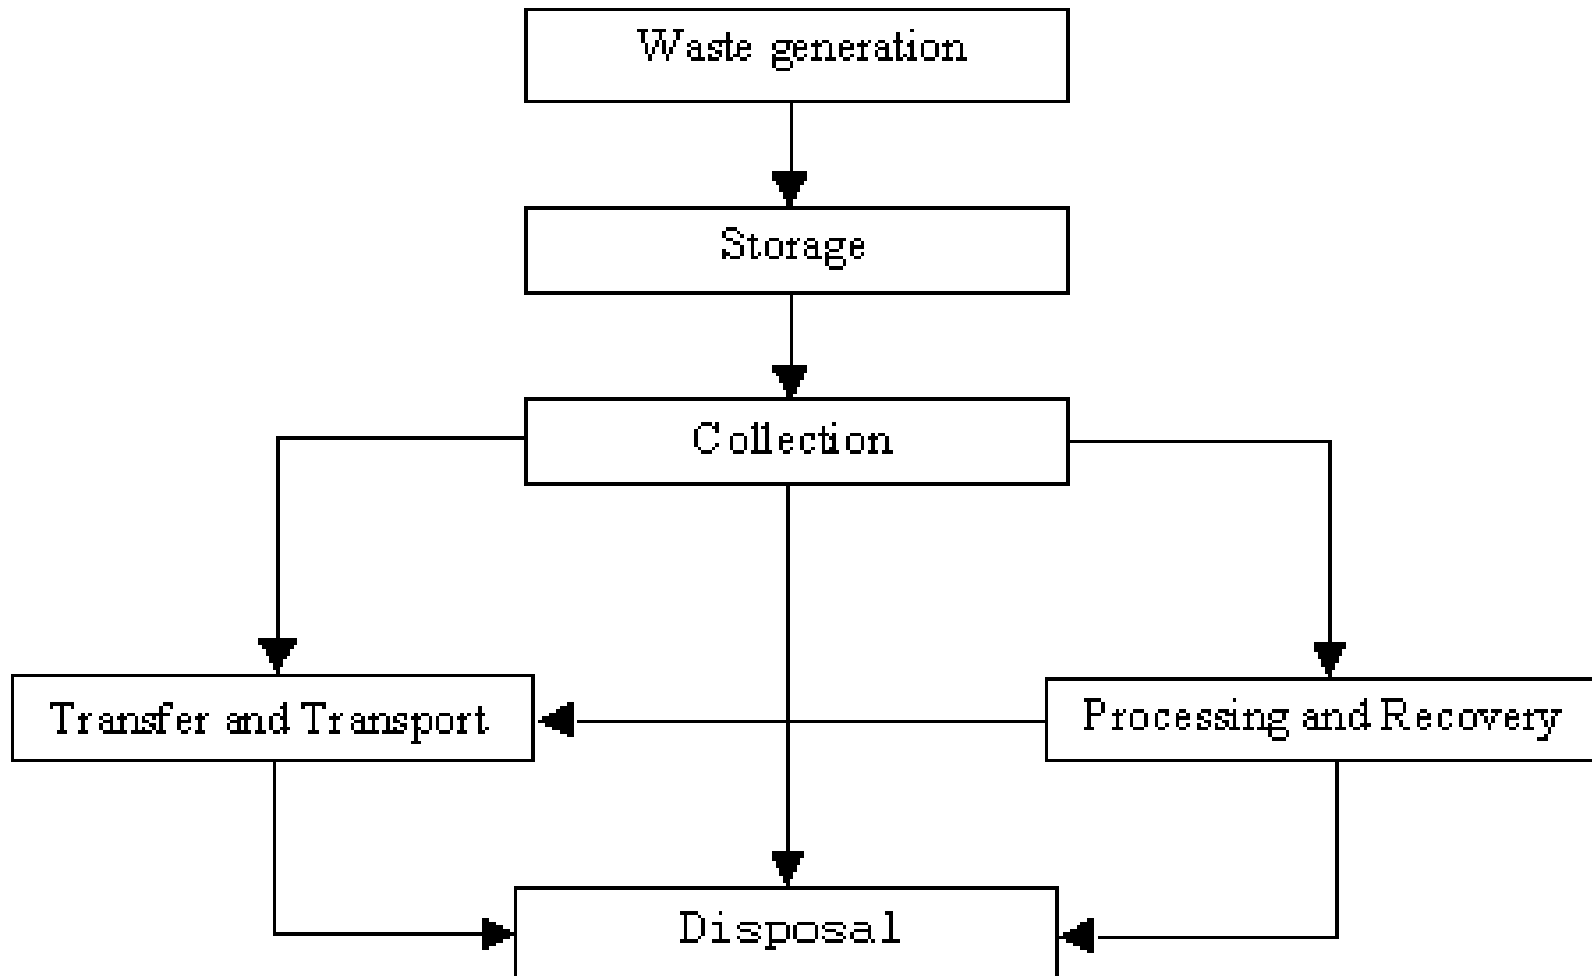 Waste generation
Storage
Collection
Transfer and Transport
Processing and Recovery
Disposal